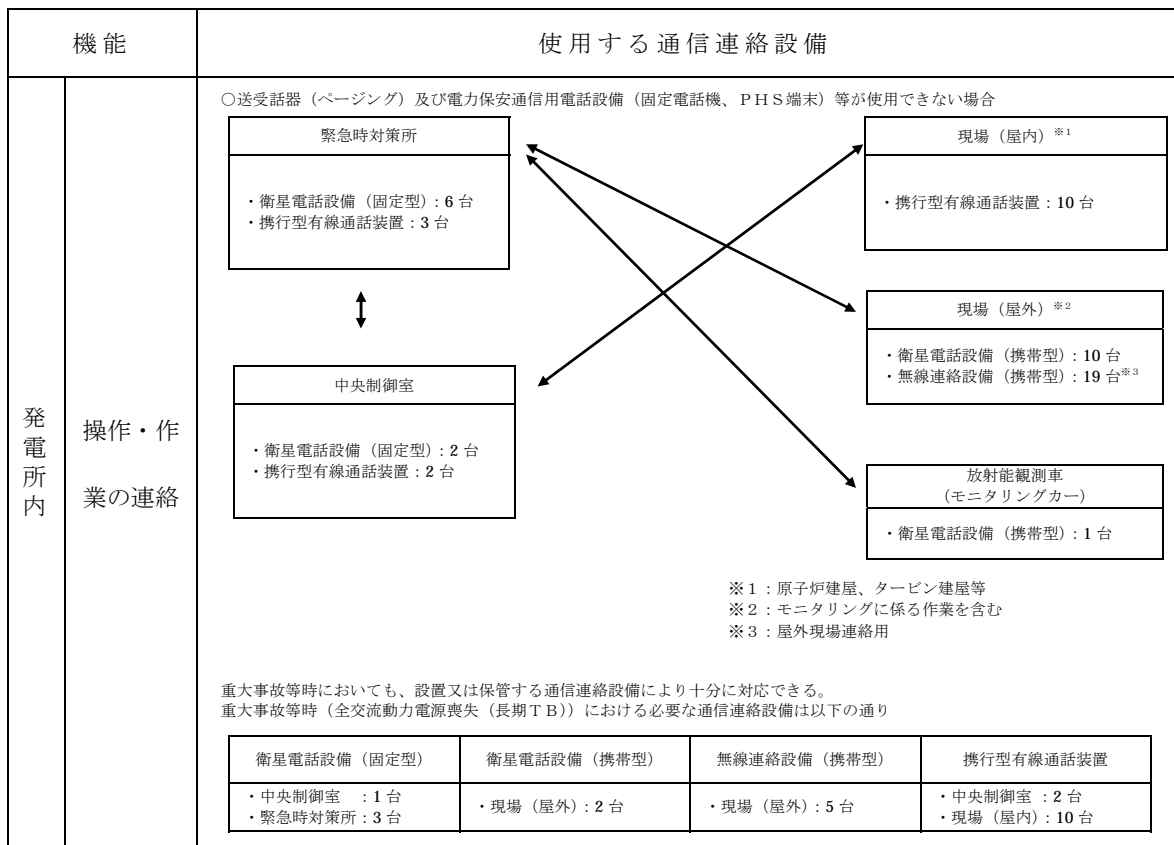 機能
使用する通信連絡設備
発電所内
操作・作
業の連絡
○送受話器（ページング）及び電力保安通信用電話設備（固定電話機、ＰＨＳ端末）等が使用できない場合
緊急時対策所
・衛星電話設備（固定型）：6 台
・携行型有線通話装置：3 台
現場（屋内）※1
・携行型有線通話装置：10 台
現場（屋外）※2
・衛星電話設備（携帯型）：10 台
・無線連絡設備（携帯型）：19 台※3
中央制御室
・衛星電話設備（固定型）：2 台
・携行型有線通話装置：2 台
放射能観測車
（モニタリングカー）
・衛星電話設備（携帯型）：1 台
※１：原子炉建屋、タービン建屋等
※２：モニタリングに係る作業を含む
※３：屋外現場連絡用
重大事故等時においても、設置又は保管する通信連絡設備により十分に対応できる。
重大事故等時（全交流動力電源喪失（長期ＴＢ））における必要な通信連絡設備は以下の通り
衛星電話設備（固定型）
衛星電話設備（携帯型）
無線連絡設備（携帯型）
携行型有線通話装置
・中央制御室　：1 台
・緊急時対策所：3 台
・現場（屋外）：2 台
・現場（屋外）：5 台
・中央制御室 ：2 台
・現場（屋内）：10 台